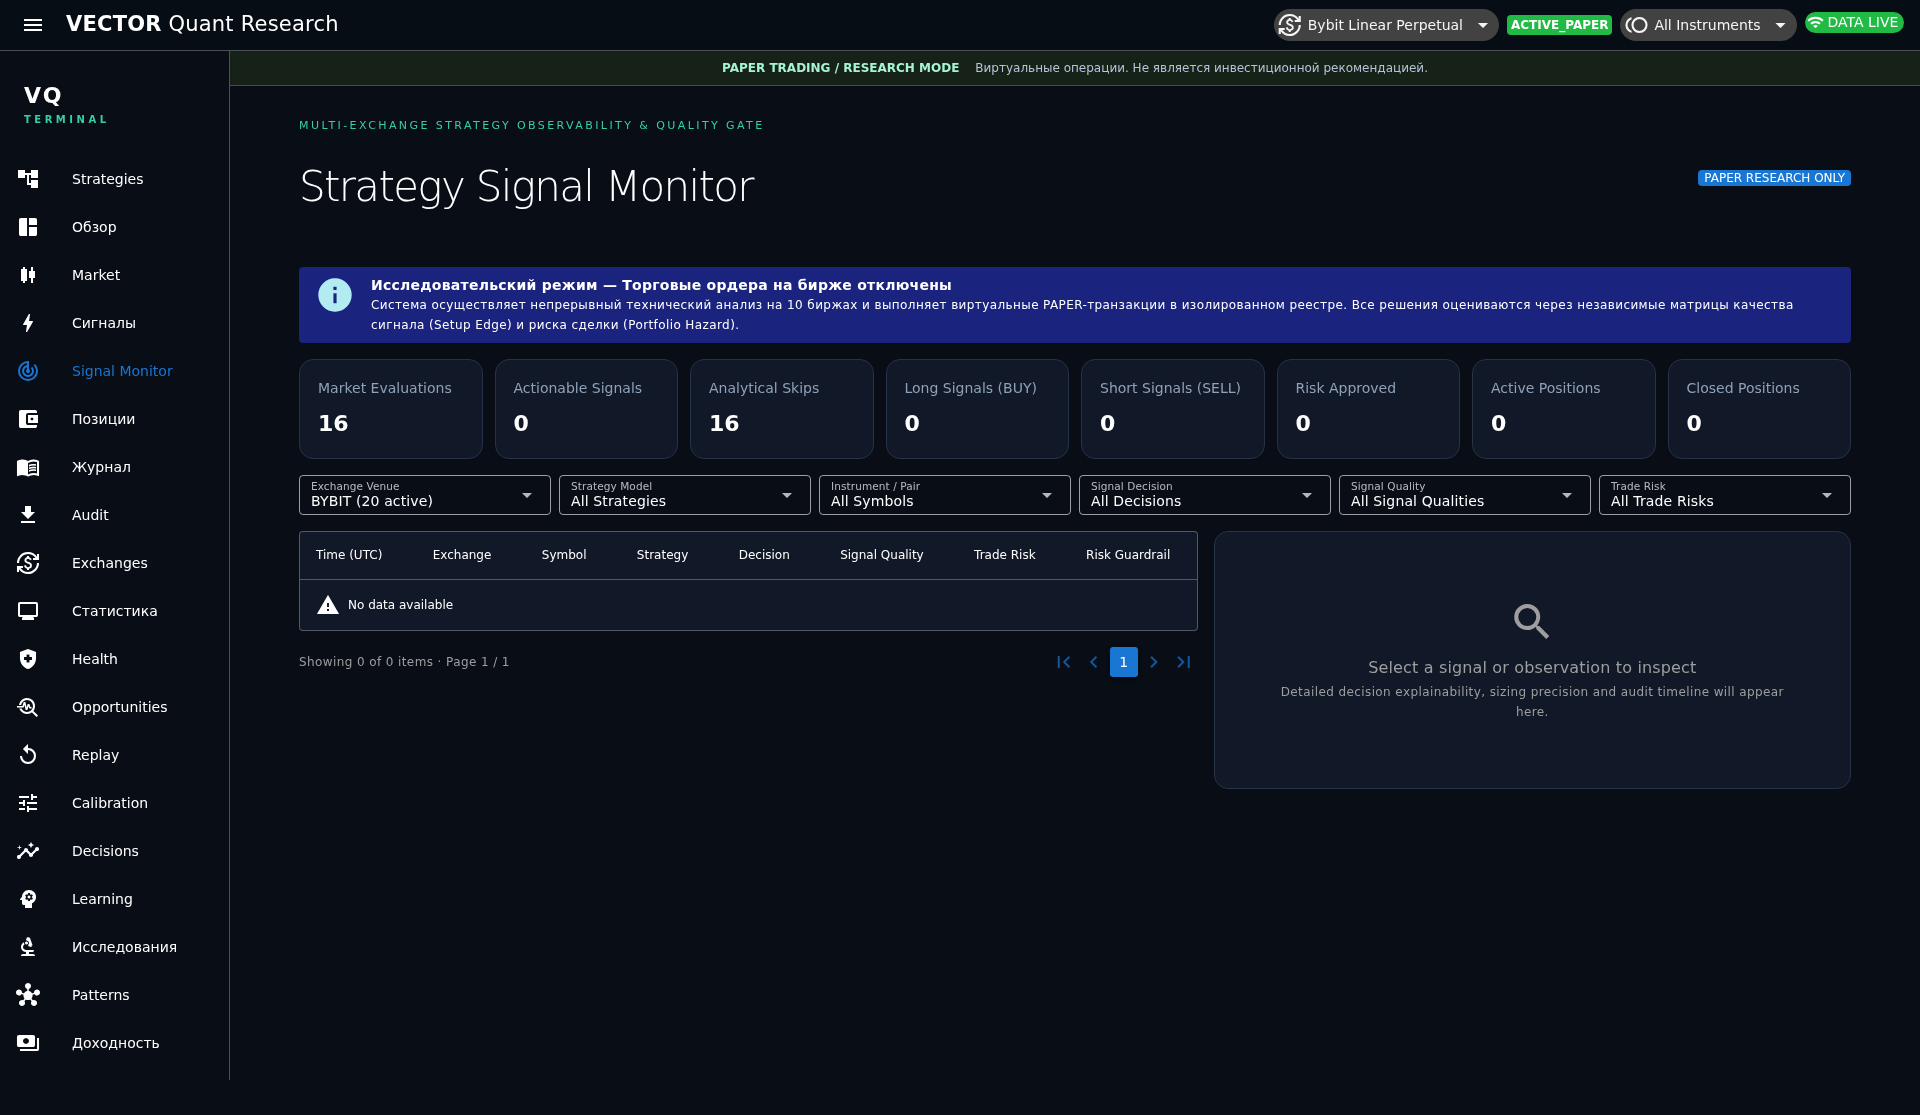 VECTOR Quant Research
Bybit Linear Perpetual
ACTIVE_PAPER
All Instruments
DATA LIVE
PAPER TRADING / RESEARCH MODE Виртуальные операции. Не является инвестиционной рекомендацией.
VQ
TERMINAL
Strategies
Обзор
Market
Сигналы
Signal Monitor
Позиции
Журнал
Audit
Exchanges
Статистика
Health
Opportunities
Replay
Calibration
Decisions
Learning
Исследования
Patterns
Доходность
MULTI-EXCHANGE STRATEGY OBSERVABILITY & QUALITY GATE
Strategy Signal Monitor
PAPER RESEARCH ONLY
Исследовательский режим — Торговые ордера на бирже отключены
Система осуществляет непрерывный технический анализ на 10 биржах и выполняет виртуальные PAPER-транзакции в изолированном реестре. Все решения оцениваются через независимые матрицы качества
сигнала (Setup Edge) и риска сделки (Portfolio Hazard).
Market Evaluations
16
Actionable Signals
0
Analytical Skips
16
Long Signals (BUY)
0
Short Signals (SELL)
0
Risk Approved
0
Active Positions
0
Closed Positions
0
Exchange Venue
BYBIT (20 active)
Strategy Model
All Strategies
Instrument / Pair
All Symbols
Signal Decision
All Decisions
Signal Quality
All Signal Qualities
Trade Risk
All Trade Risks
Time (UTC) Exchange Symbol Strategy Decision Signal Quality Trade Risk Risk Guardrail
No data available
Showing 0 of 0 items · Page 1 / 1
1
Select a signal or observation to inspect
Detailed decision explainability, sizing precision and audit timeline will appear
here.